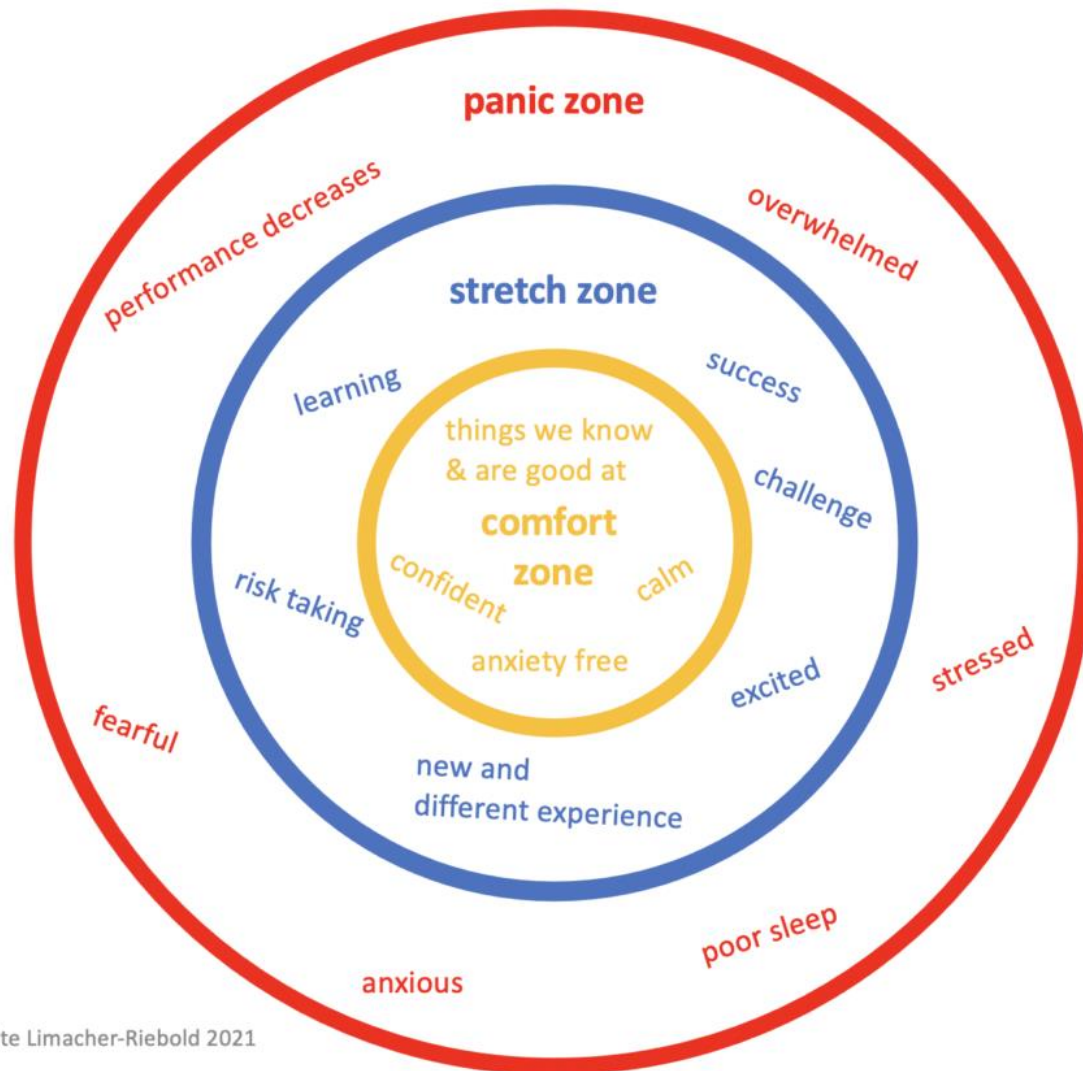 panic zone
performance decreases
overwhelmed
stretch zone
learning
success
things we know
& are good at
challenge
comfort
zone
confident
calm
risk taking
anxiety free
excited
stressed
fearful
new and
different experience
poor sleep
anxious
te Limacher-Riebold 2021